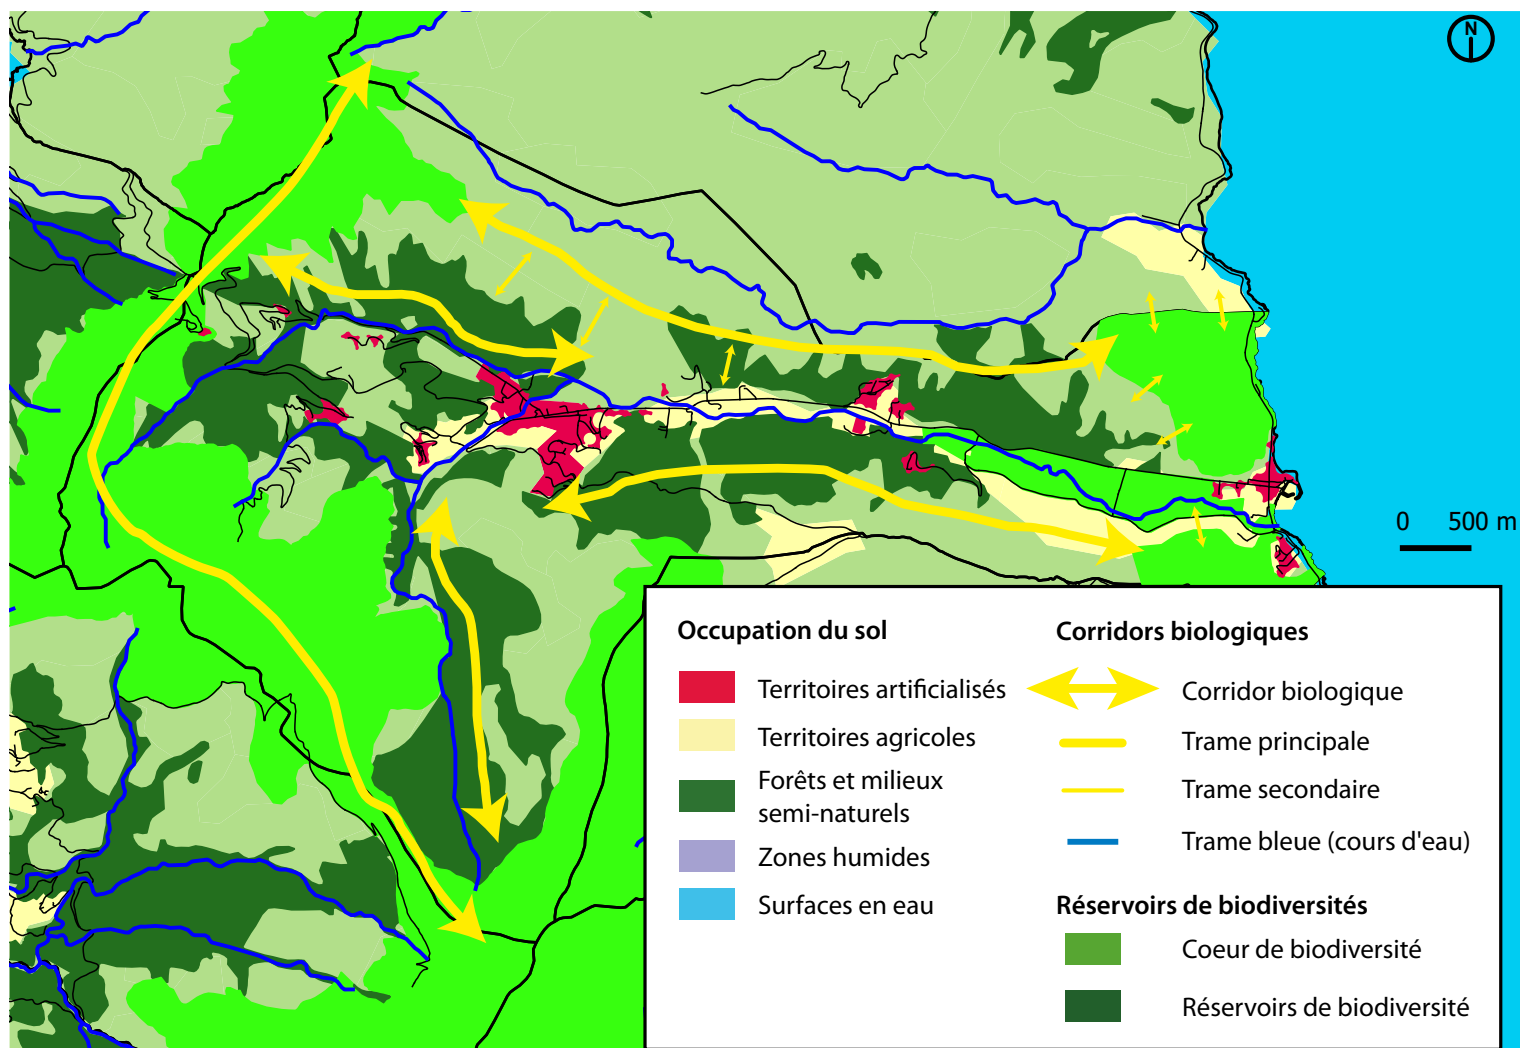 N
0 500 m
Occupation du sol
Territoires artificialisés
Territoires agricoles
Forêts et milieux
semi-naturels
Zones humides
Surfaces en eau
Corridors biologiques
Corridor biologique
Trame principale
Trame secondaire
Trame bleue (cours d'eau)
Réservoirs de biodiversités
Coeur de biodiversité
Réservoirs de biodiversité